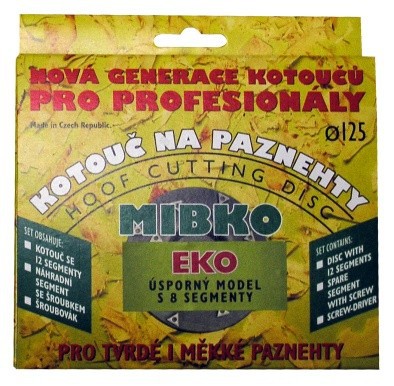 NOVÁ GENERACE KOTOUČŮ
PRO PROFESIONÁLY
Made in Czech Republic.
Ø125
KOTOUČ NA PAZNEHTY
HOOF CUTTING DISC
MIBKO
EKO
ÚSPORNÝ MODEL
S 8 SEGMENTY
SET OBSAHUJE:
KOTOUČ SE
12 SEGMENTY
NÁHRADNÍ
SEGMENT
SE ŠROUBKEM
ŠROUBOVÁK
SET CONTAINS:
DISC WITH
12 SEGMENTS
SPARE
SEGMENT
WITH SCREW
SCREW-DRIVER
PRO TVRDÉ I MĚKKÉ PAZNEHTY